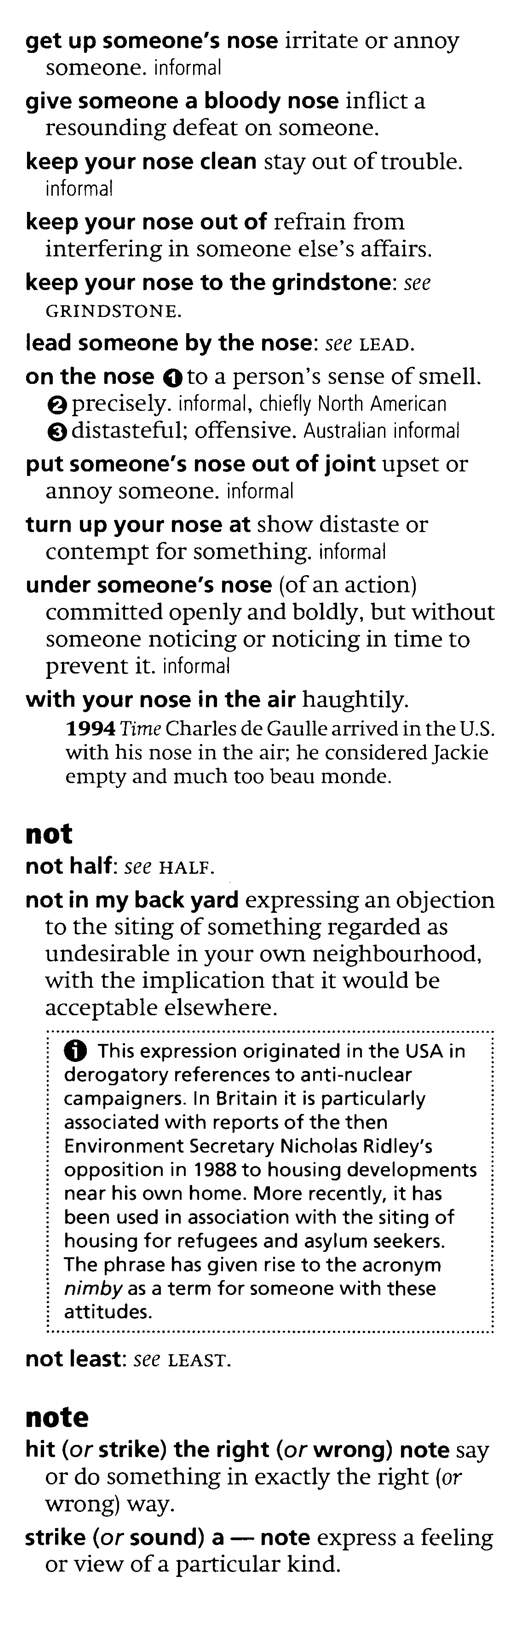 get up someone's nose irritate or annoy
someone. informal
give someone a bloody nose inflict a
resounding defeat on someone.
keep your nose clean stay out of trouble.
informal
keep your nose out of refrain from
interfering in someone else's affairs.
keep your nose to the grindstone: see
GRINDSTONE.
lead someone by the nose: see LEAD.
on the nose ❶ to a person's sense of smell.
❷ precisely. informal, chiefly North American
❸ distasteful; offensive. Australian informal
put someone's nose out of joint upset or
annoy someone. informal
turn up your nose at show distaste or
contempt for something. informal
under someone's nose (of an action)
committed openly and boldly, but without
someone noticing or noticing in time to
prevent it. informal
with your nose in the air haughtily.
1994 Time Charles de Gaulle arrived in the U.S.
with his nose in the air; he considered Jackie
empty and much too beau monde.
not
not half: see HALF.
not in my back yard expressing an objection
to the siting of something regarded as
undesirable in your own neighbourhood,
with the implication that it would be
acceptable elsewhere.
i This expression originated in the USA in
derogatory references to anti-nuclear
campaigners. In Britain it is particularly
associated with reports of the then
Environment Secretary Nicholas Ridley's
opposition in 1988 to housing developments
near his own home. More recently, it has
been used in association with the siting of
housing for refugees and asylum seekers.
The phrase has given rise to the acronym
nimby as a term for someone with these
attitudes.
not least: see LEAST.
note
hit (or strike) the right (or wrong) note say
or do something in exactly the right (or
wrong) way.
strike (or sound) a — note express a feeling
or view of a particular kind.